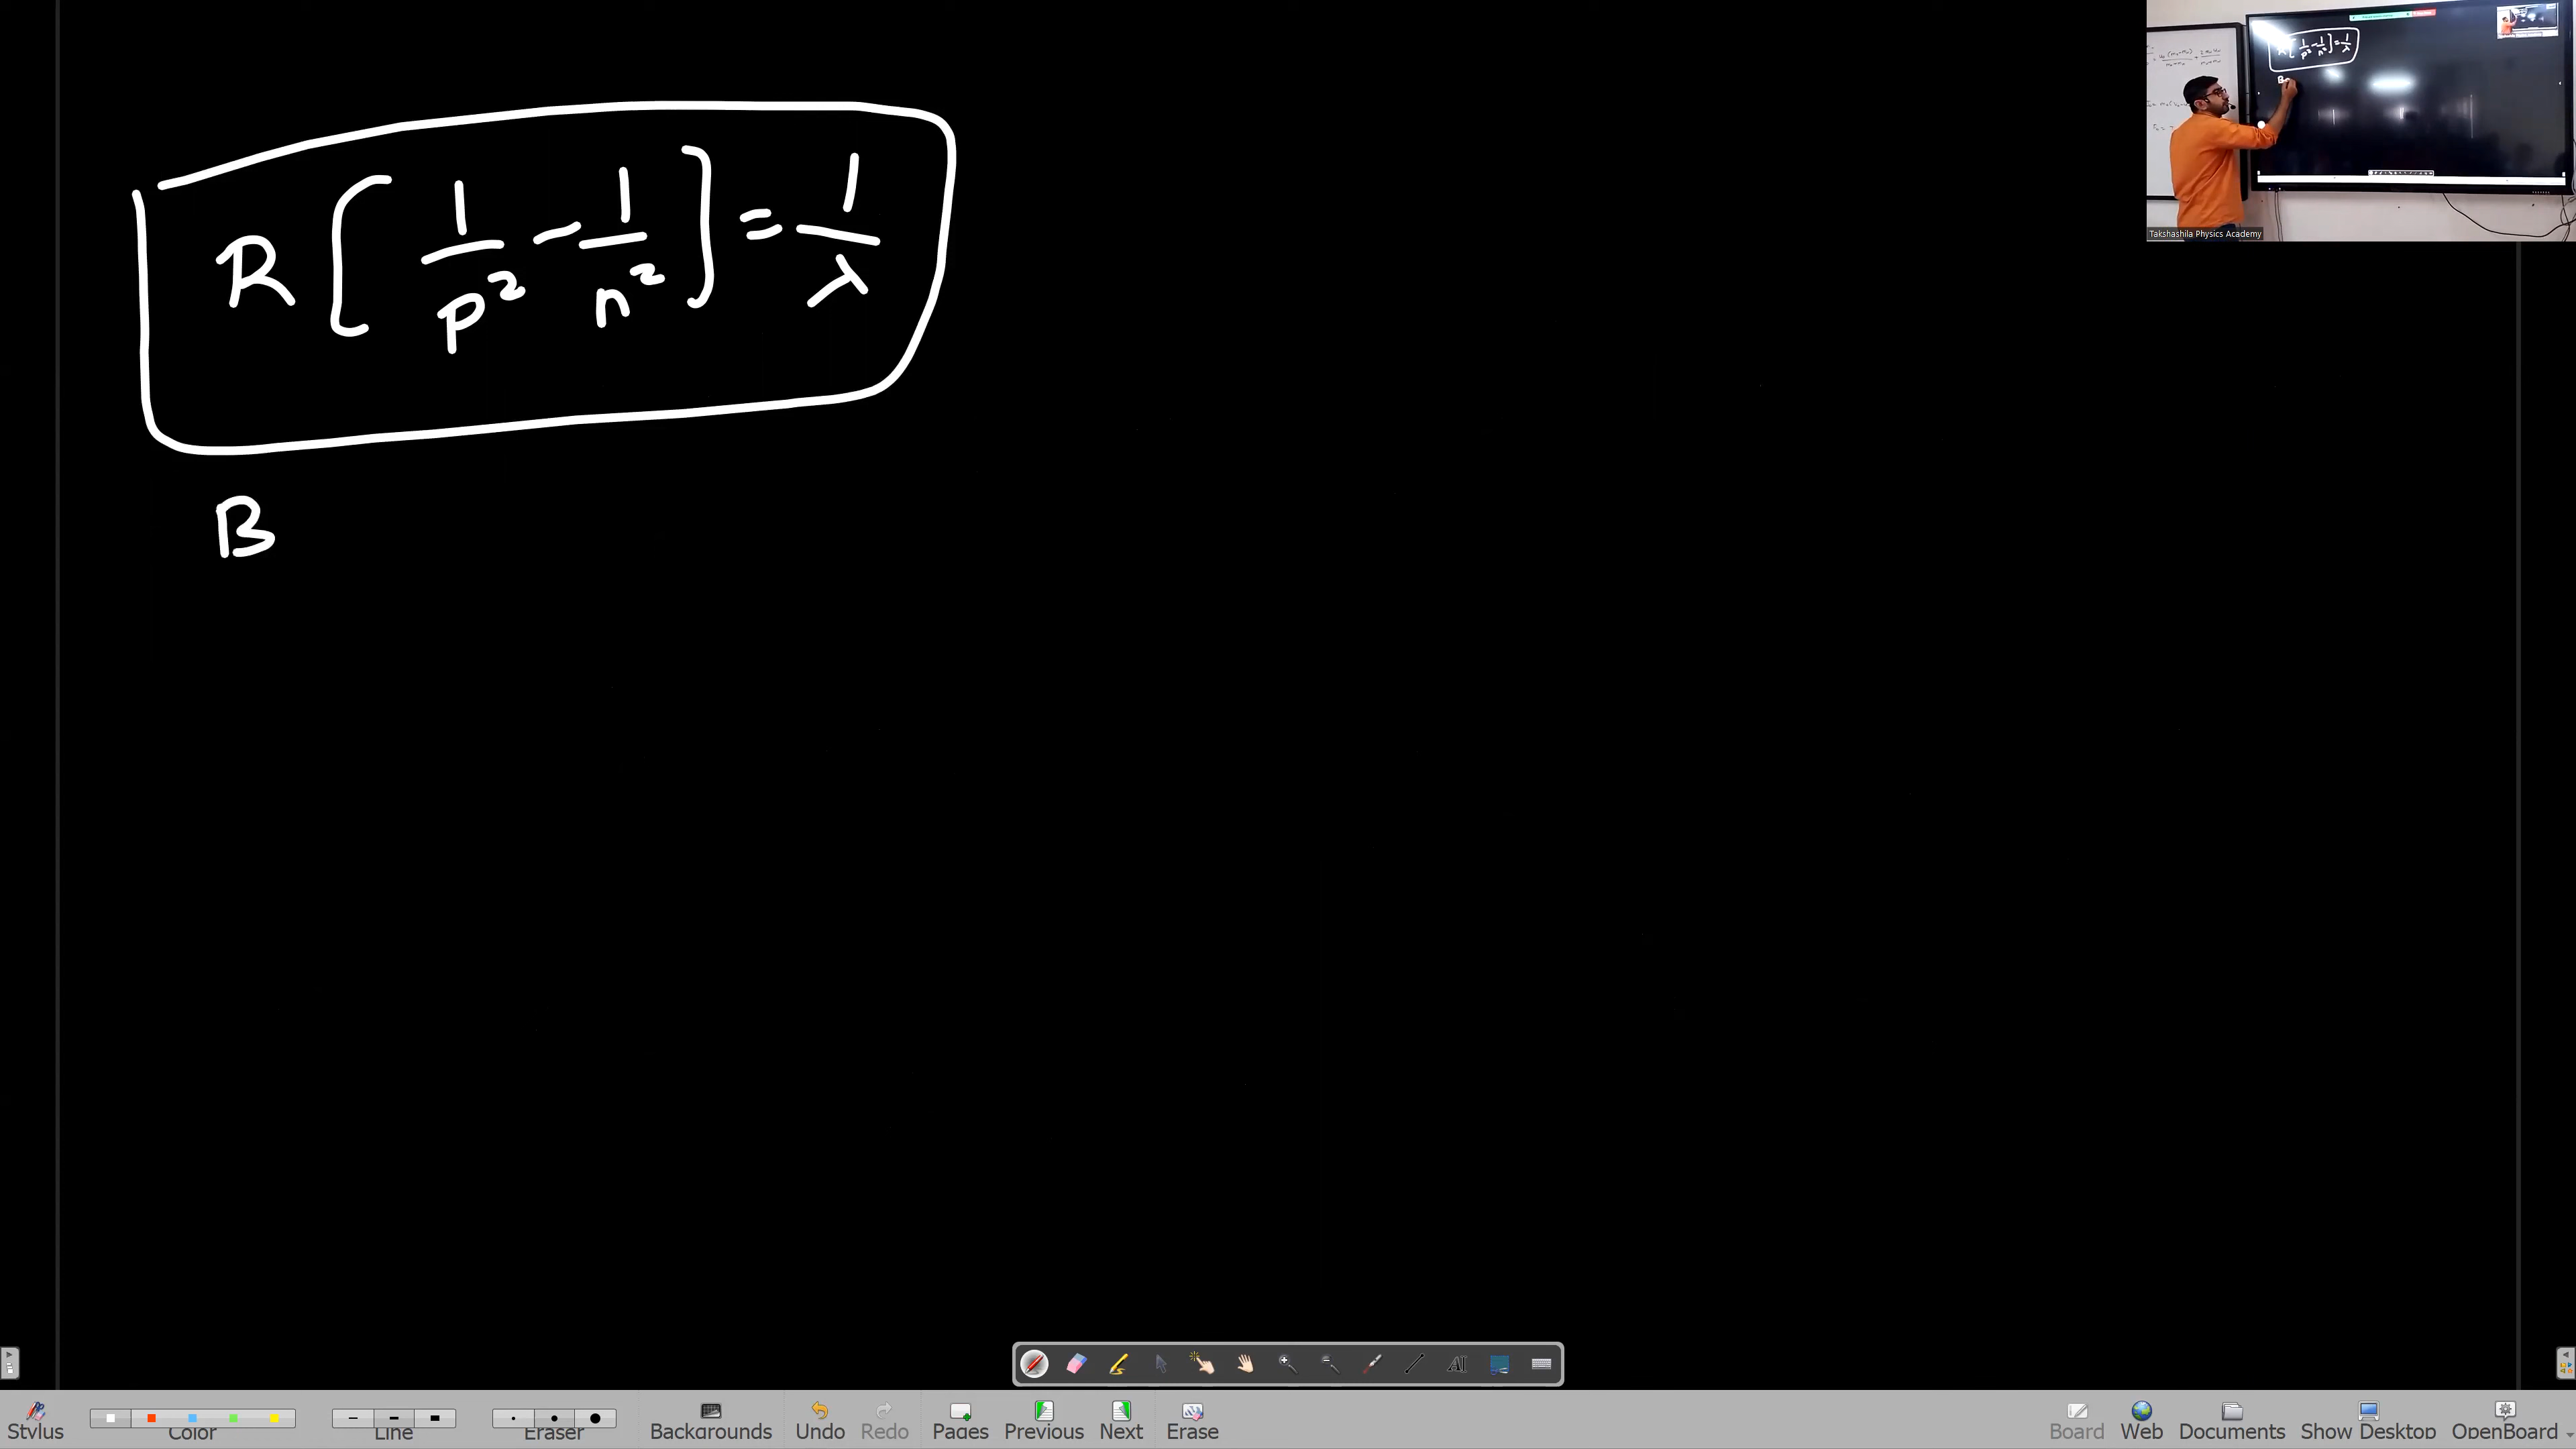 R [ 1/p² - 1/n² ] = 1/λ
B
Takshashila Physics Academy
Stylus Color Line Eraser Backgrounds Undo Redo Pages Previous Next Erase Board Web Documents Show Desktop OpenBoard